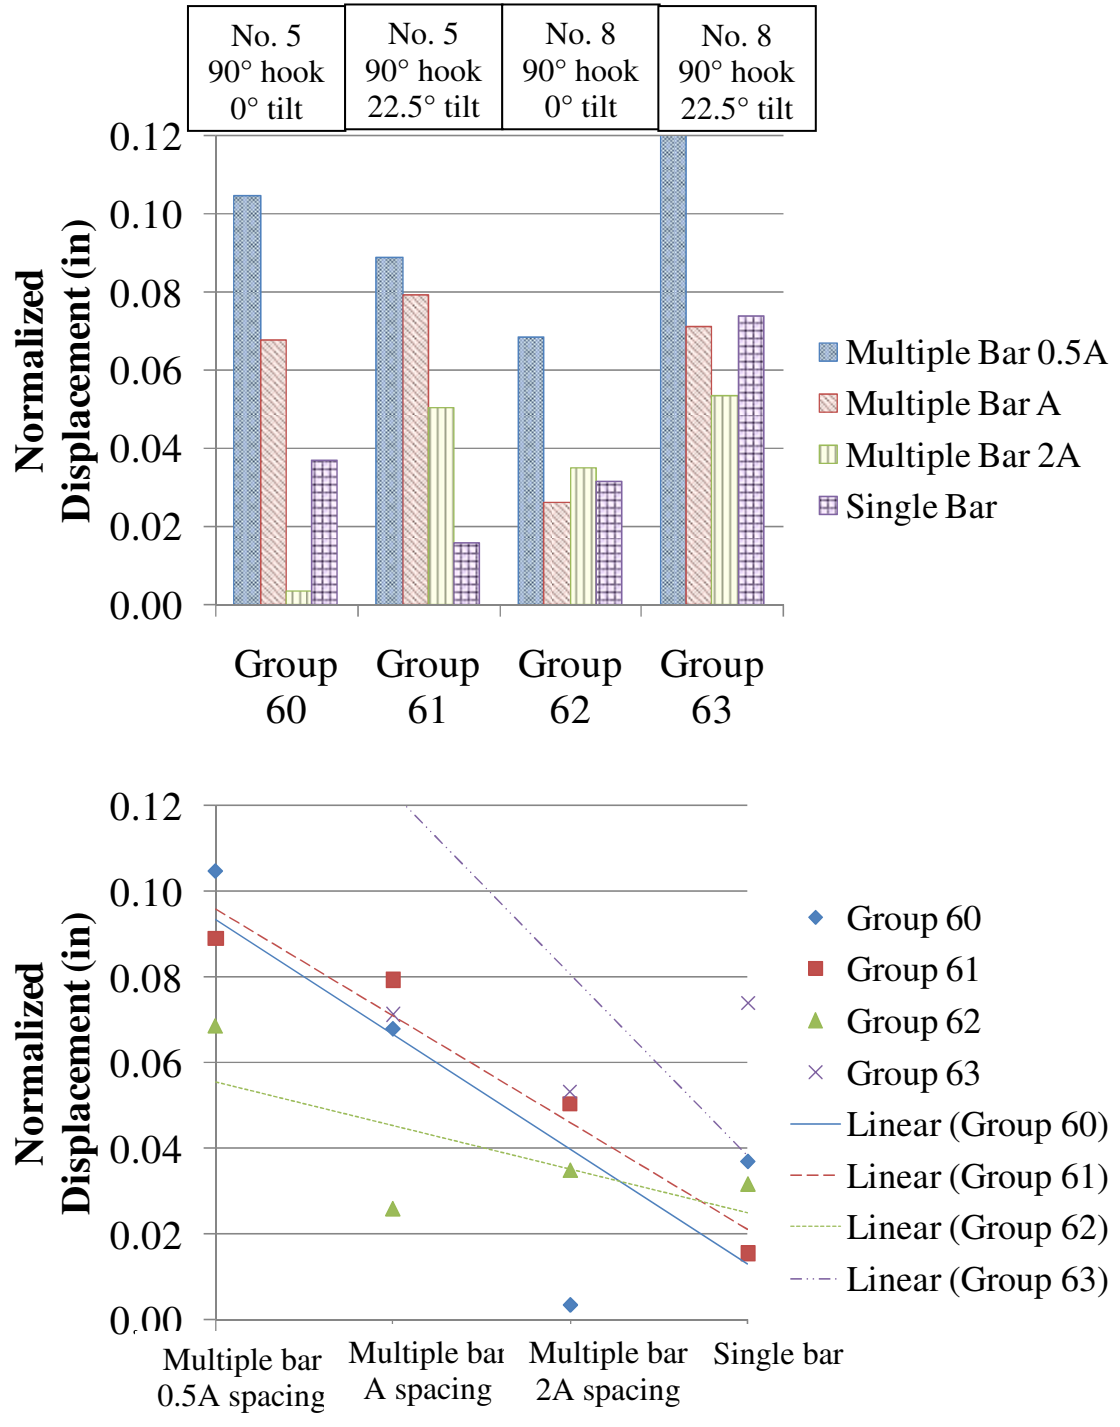 No. 5
90° hook
0° tilt
No. 5
90° hook
22.5° tilt
No. 8
90° hook
0° tilt
No. 8
90° hook
22.5° tilt
Normalized
Displacement (in)
0.12
0.10
0.08
0.06
0.04
0.02
0.00
Group
60
Group
61
Group
62
Group
63
Multiple Bar 0.5A
Multiple Bar A
Multiple Bar 2A
Single Bar
Normalized
Displacement (in)
0.12
0.10
0.08
0.06
0.04
0.02
0.00
Multiple bar
0.5A spacing
Multiple bar
A spacing
Multiple bar
2A spacing
Single bar
Group 60
Group 61
Group 62
Group 63
Linear (Group 60)
Linear (Group 61)
Linear (Group 62)
Linear (Group 63)